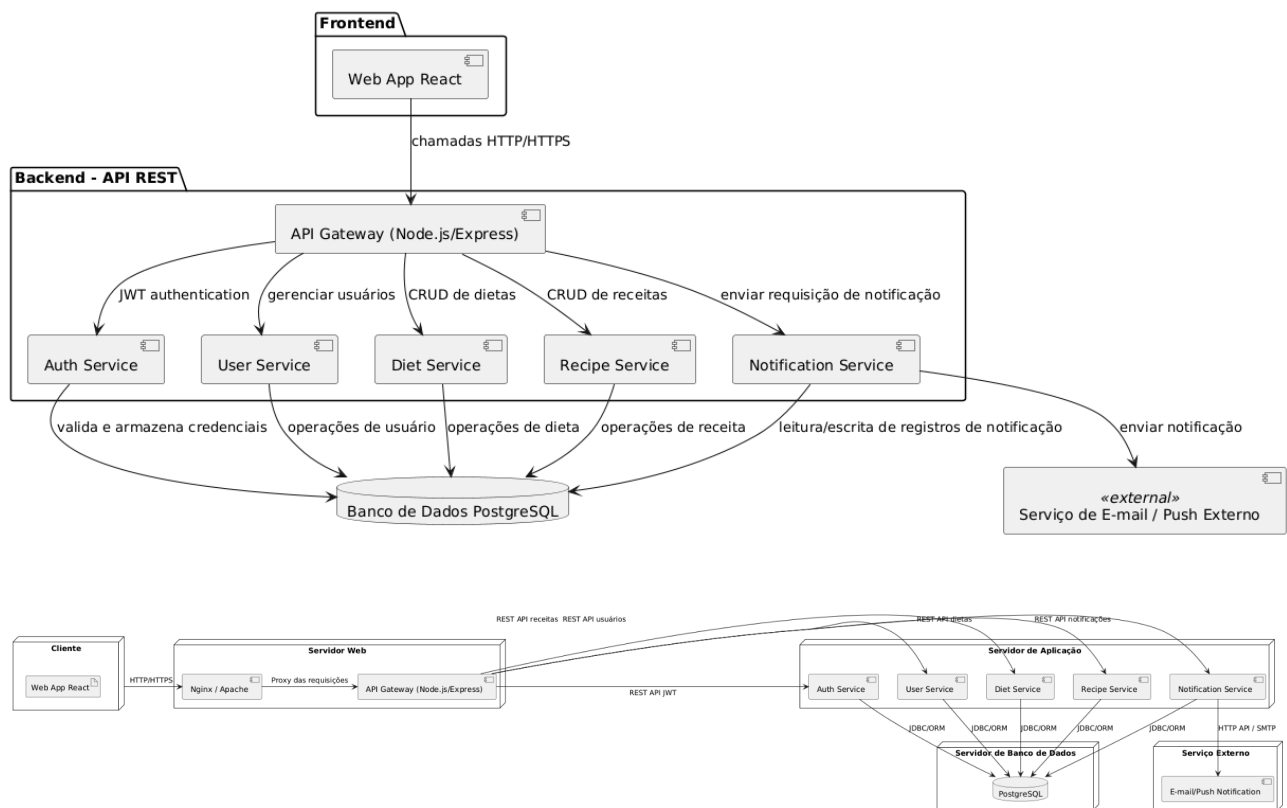 Frontend
Web App React
chamadas HTTP/HTTPS
Backend - API REST
API Gateway (Node.js/Express)
JWT authentication
gerenciar usuários
CRUD de dietas
CRUD de receitas
enviar requisição de notificação
Auth Service
User Service
Diet Service
Recipe Service
Notification Service
valida e armazena credenciais
operações de usuário
operações de dieta
operações de receita
leitura/escrita de registros de notificação
enviar notificação
Banco de Dados PostgreSQL
«external»
Serviço de E-mail / Push Externo
REST API receitas
REST API usuários
REST API dietas
REST API notificações
Cliente
Servidor Web
Servidor de Aplicação
Web App React
HTTP/HTTPS
Nginx / Apache
Proxy das requisições
API Gateway (Node.js/Express)
REST API JWT
Auth Service
User Service
Diet Service
Recipe Service
Notification Service
JDBC/ORM
JDBC/ORM
JDBC/ORM
JDBC/ORM
JDBC/ORM
HTTP API / SMTP
Servidor de Banco de Dados
Serviço Externo
PostgreSQL
E-mail/Push Notification